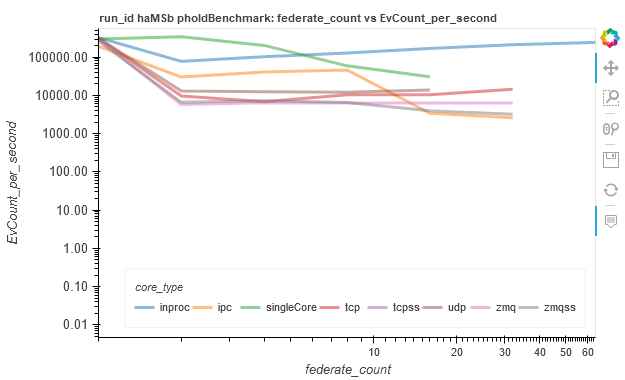 run_id haMSb pholdBenchmark: federate_count vs EvCount_per_second
EvCount_per_second
100000.00
10000.00
1000.00
100.00
10.00
1.00
0.10
0.01
core_type
inproc ipc singleCore tcp tcpss udp zmq zmqss
10 20 30 40 50 60
federate_count